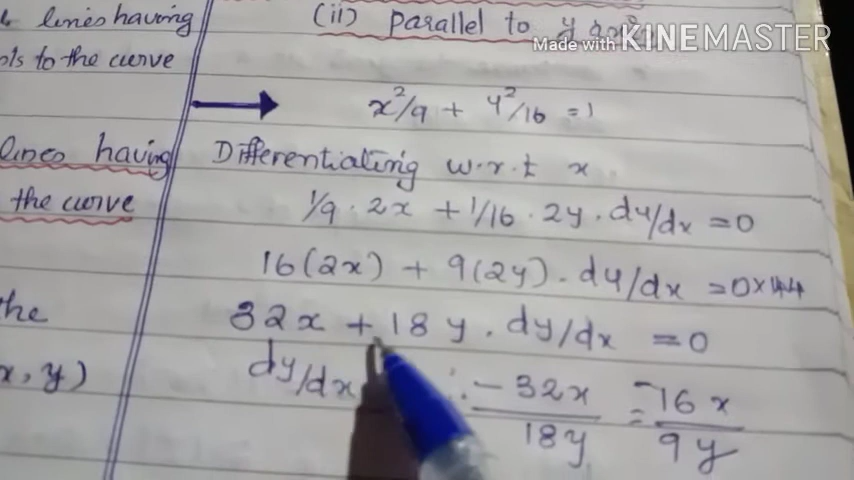 lines having
(ii) parallel to y axis
Made with KINEMASTER
to the curve
x²/9 + y²/16 = 1
lines having
Differentiating w.r.t x
the curve
1/9 . 2x + 1/16 . 2y . dy/dx = 0
16(2x) + 9(2y) . dy/dx = 0×144
the
32x + 18y . dy/dx = 0
x, y)
dy/dx ∴ -32x/18y = -16x/9y